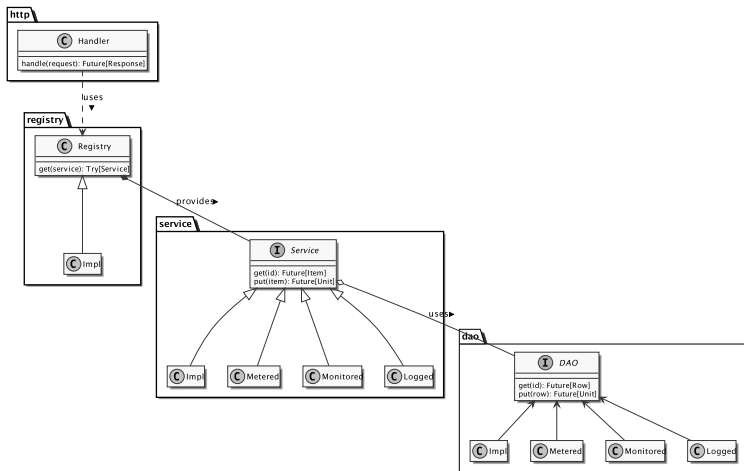 http
C Handler
handle(request): Future[Response]
uses
registry
C Registry
get(service): Try[Service]
provides
C Impl
service
I Service
get(id): Future[Item]
put(item): Future[Unit]
uses
C Impl
C Metered
C Monitored
C Logged
dao
I DAO
get(id): Future[Row]
put(row): Future[Unit]
C Impl
C Metered
C Monitored
C Logged